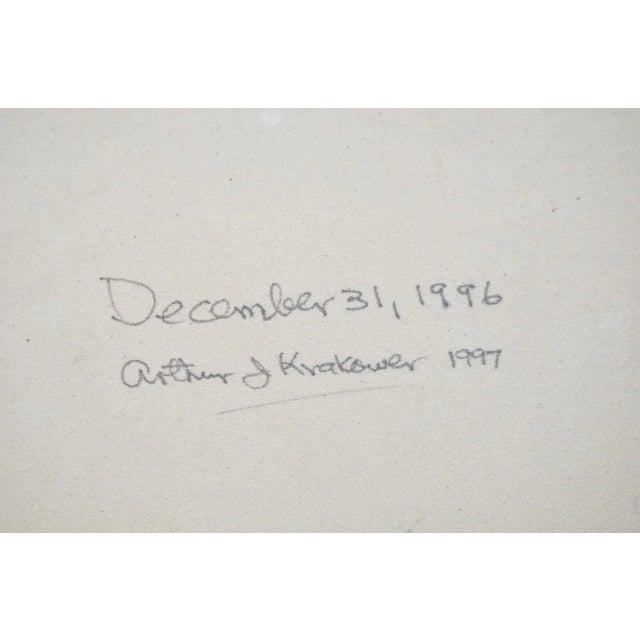 December 31, 1996
Arthur J Krakower 1997